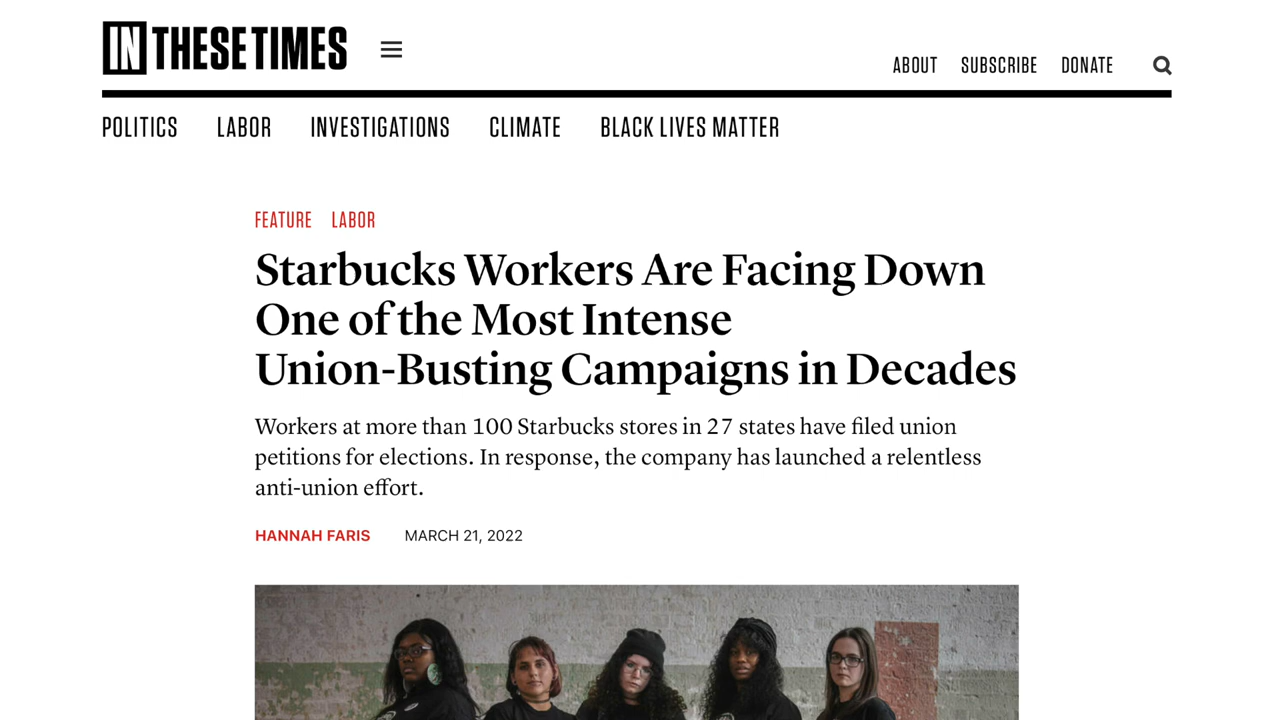 IN THESE TIMES
ABOUT SUBSCRIBE DONATE
POLITICS LABOR INVESTIGATIONS CLIMATE BLACK LIVES MATTER
FEATURE LABOR
Starbucks Workers Are Facing Down
One of the Most Intense
Union-Busting Campaigns in Decades
Workers at more than 100 Starbucks stores in 27 states have filed union
petitions for elections. In response, the company has launched a relentless
anti-union effort.
HANNAH FARIS MARCH 21, 2022